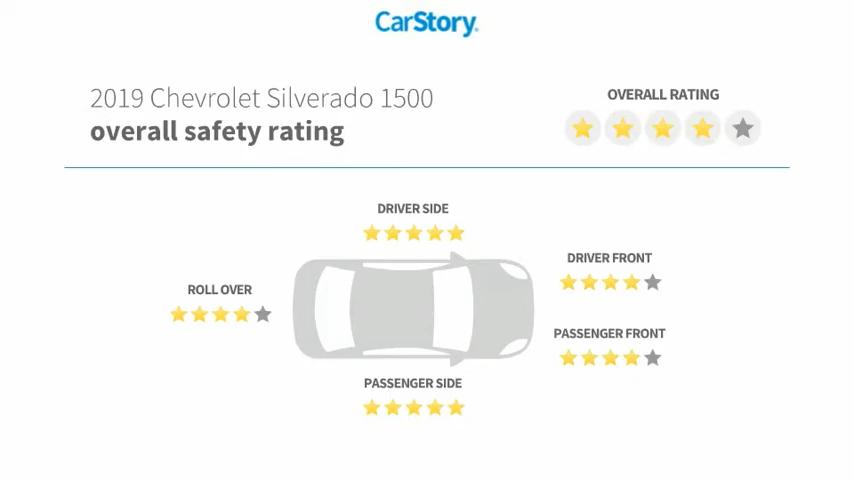 CarStory
2019 Chevrolet Silverado 1500
overall safety rating
OVERALL RATING
DRIVER SIDE
DRIVER FRONT
ROLL OVER
PASSENGER FRONT
PASSENGER SIDE